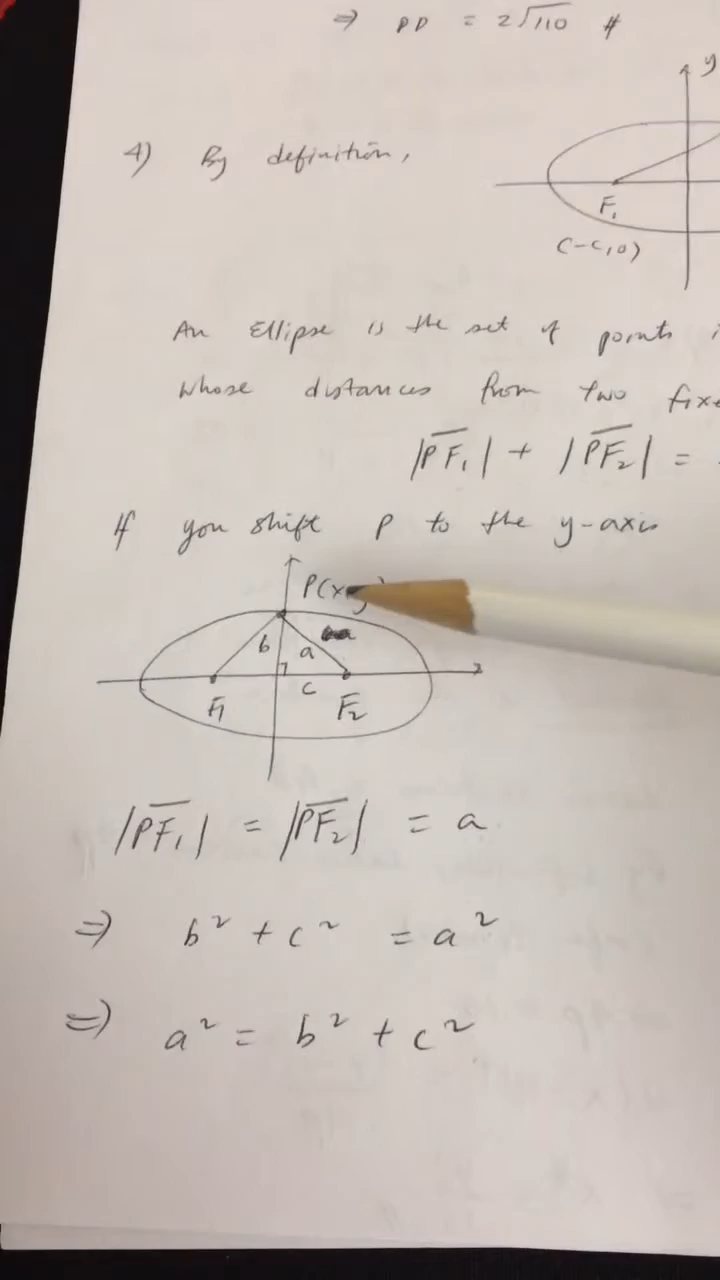 ⇒ PD = 2√110 #
y
4) By definition,
F₁
(-c,0)
An Ellipse is the set of points
whose distances from two
|PF₁| + |PF₂| =
If you shift P to the y-axis
P(x,y)
b a
c
F₁ F₂
|PF₁| = |PF₂| = a
⇒ b² + c² = a²
⇒ a² = b² + c²